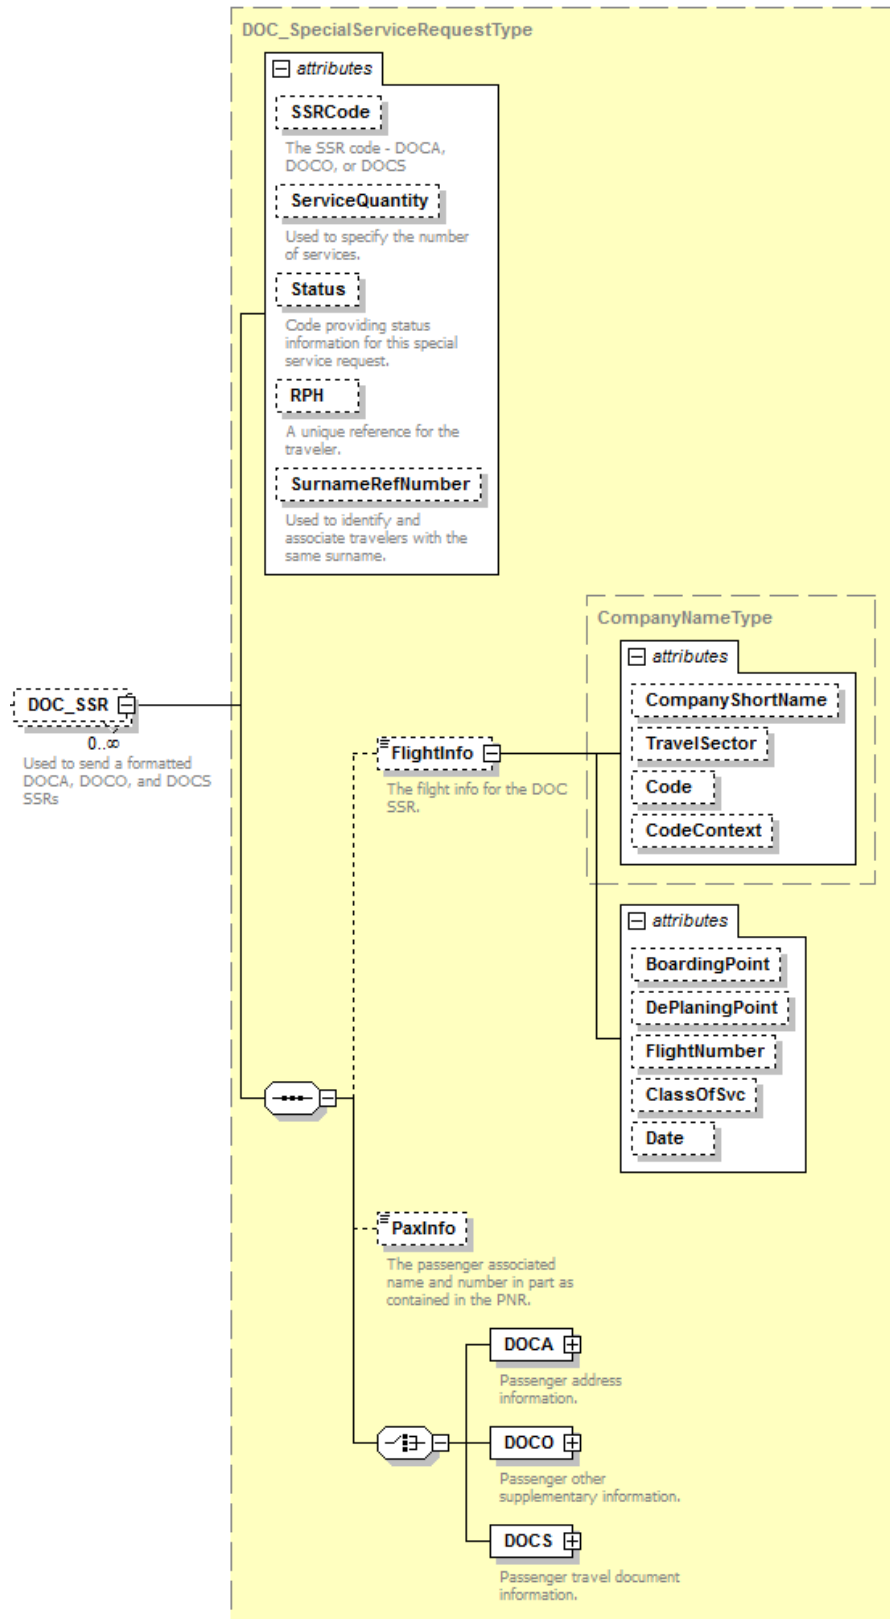 DOC_SpecialServiceRequestType
attributes
SSRCode
The SSR code - DOCA,
DOCO, or DOCS
ServiceQuantity
Used to specify the number
of services.
Status
Code providing status
information for this special
service request.
RPH
A unique reference for the
traveler.
SurnameRefNumber
Used to identify and
associate travelers with the
same surname.
DOC_SSR
0..∞
Used to send a formatted
DOCA, DOCO, and DOCS
SSRs
FlightInfo
The filght info for the DOC
SSR.
CompanyNameType
attributes
CompanyShortName
TravelSector
Code
CodeContext
attributes
BoardingPoint
DePlaningPoint
FlightNumber
ClassOfSvc
Date
PaxInfo
The passenger associated
name and number in part as
contained in the PNR.
DOCA
Passenger address
information.
DOCO
Passenger other
supplementary information.
DOCS
Passenger travel document
information.